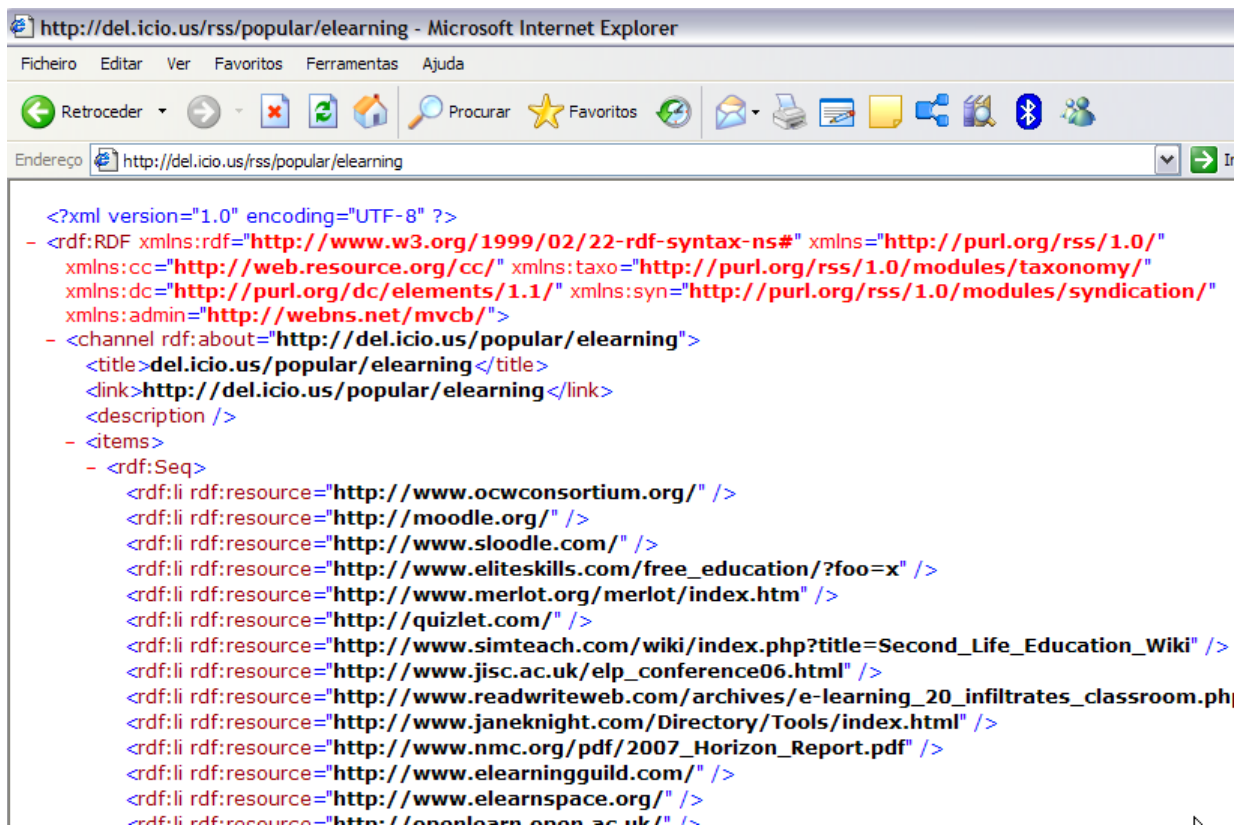 http://del.icio.us/rss/popular/elearning - Microsoft Internet Explorer
Ficheiro Editar Ver Favoritos Ferramentas Ajuda
Retroceder Procurar Favoritos
Endereço http://del.icio.us/rss/popular/elearning
<?xml version="1.0" encoding="UTF-8" ?>
- <rdf:RDF xmlns:rdf="http://www.w3.org/1999/02/22-rdf-syntax-ns#" xmlns="http://purl.org/rss/1.0/"
xmlns:cc="http://web.resource.org/cc/" xmlns:taxo="http://purl.org/rss/1.0/modules/taxonomy/"
xmlns:dc="http://purl.org/dc/elements/1.1/" xmlns:syn="http://purl.org/rss/1.0/modules/syndication/"
xmlns:admin="http://webns.net/mvcb/">
- <channel rdf:about="http://del.icio.us/popular/elearning">
<title>del.icio.us/popular/elearning</title>
<link>http://del.icio.us/popular/elearning</link>
<description />
- <items>
- <rdf:Seq>
<rdf:li rdf:resource="http://www.ocwconsortium.org/" />
<rdf:li rdf:resource="http://moodle.org/" />
<rdf:li rdf:resource="http://www.sloodle.com/" />
<rdf:li rdf:resource="http://www.eliteskills.com/free_education/?foo=x" />
<rdf:li rdf:resource="http://www.merlot.org/merlot/index.htm" />
<rdf:li rdf:resource="http://quizlet.com/" />
<rdf:li rdf:resource="http://www.simteach.com/wiki/index.php?title=Second_Life_Education_Wiki" />
<rdf:li rdf:resource="http://www.jisc.ac.uk/elp_conference06.html" />
<rdf:li rdf:resource="http://www.readwriteweb.com/archives/e-learning_20_infiltrates_classroom.php
<rdf:li rdf:resource="http://www.janeknight.com/Directory/Tools/index.html" />
<rdf:li rdf:resource="http://www.nmc.org/pdf/2007_Horizon_Report.pdf" />
<rdf:li rdf:resource="http://www.elearningguild.com/" />
<rdf:li rdf:resource="http://www.elearnspace.org/" />
<rdf:li rdf:resource="http://openlearn.open.ac.uk/" />